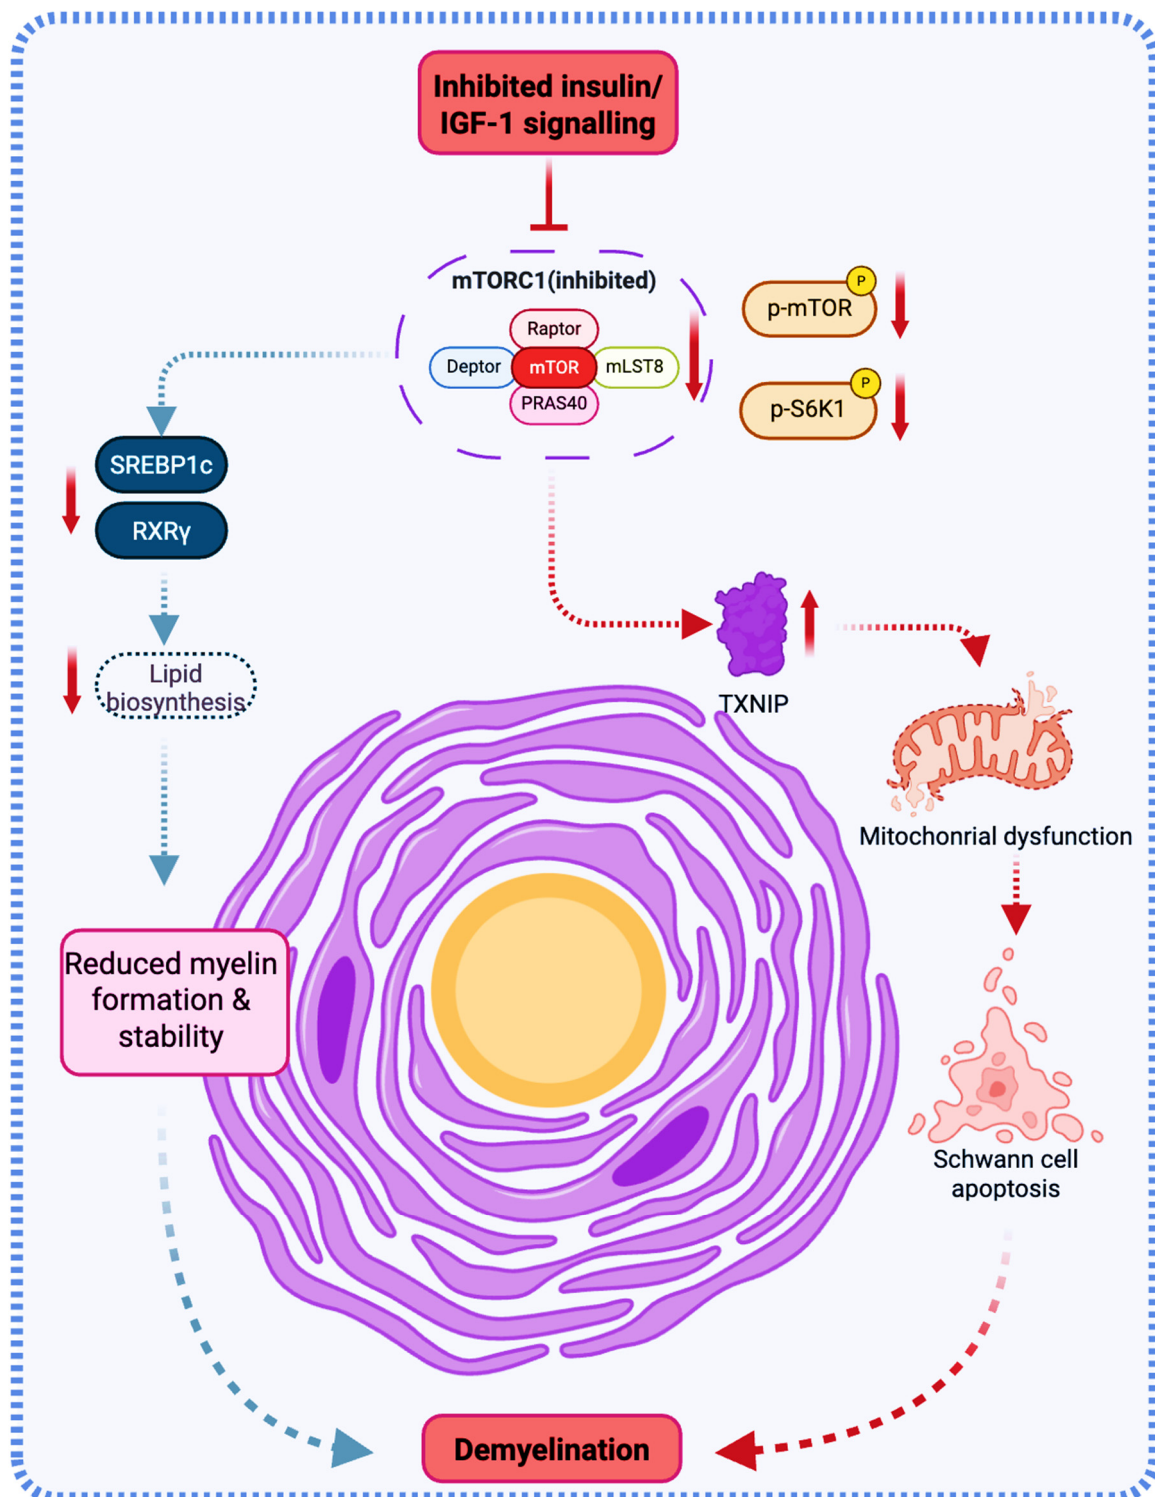 Inhibited insulin/
IGF-1 signalling
mTORC1(inhibited)
Raptor
Deptor
mTOR
mLST8
PRAS40
P
p-mTOR
P
p-S6K1
SREBP1c
RXRγ
Lipid
biosynthesis
TXNIP
Mitochonrial dysfunction
Reduced myelin
formation &
stability
Schwann cell
apoptosis
Demyelination